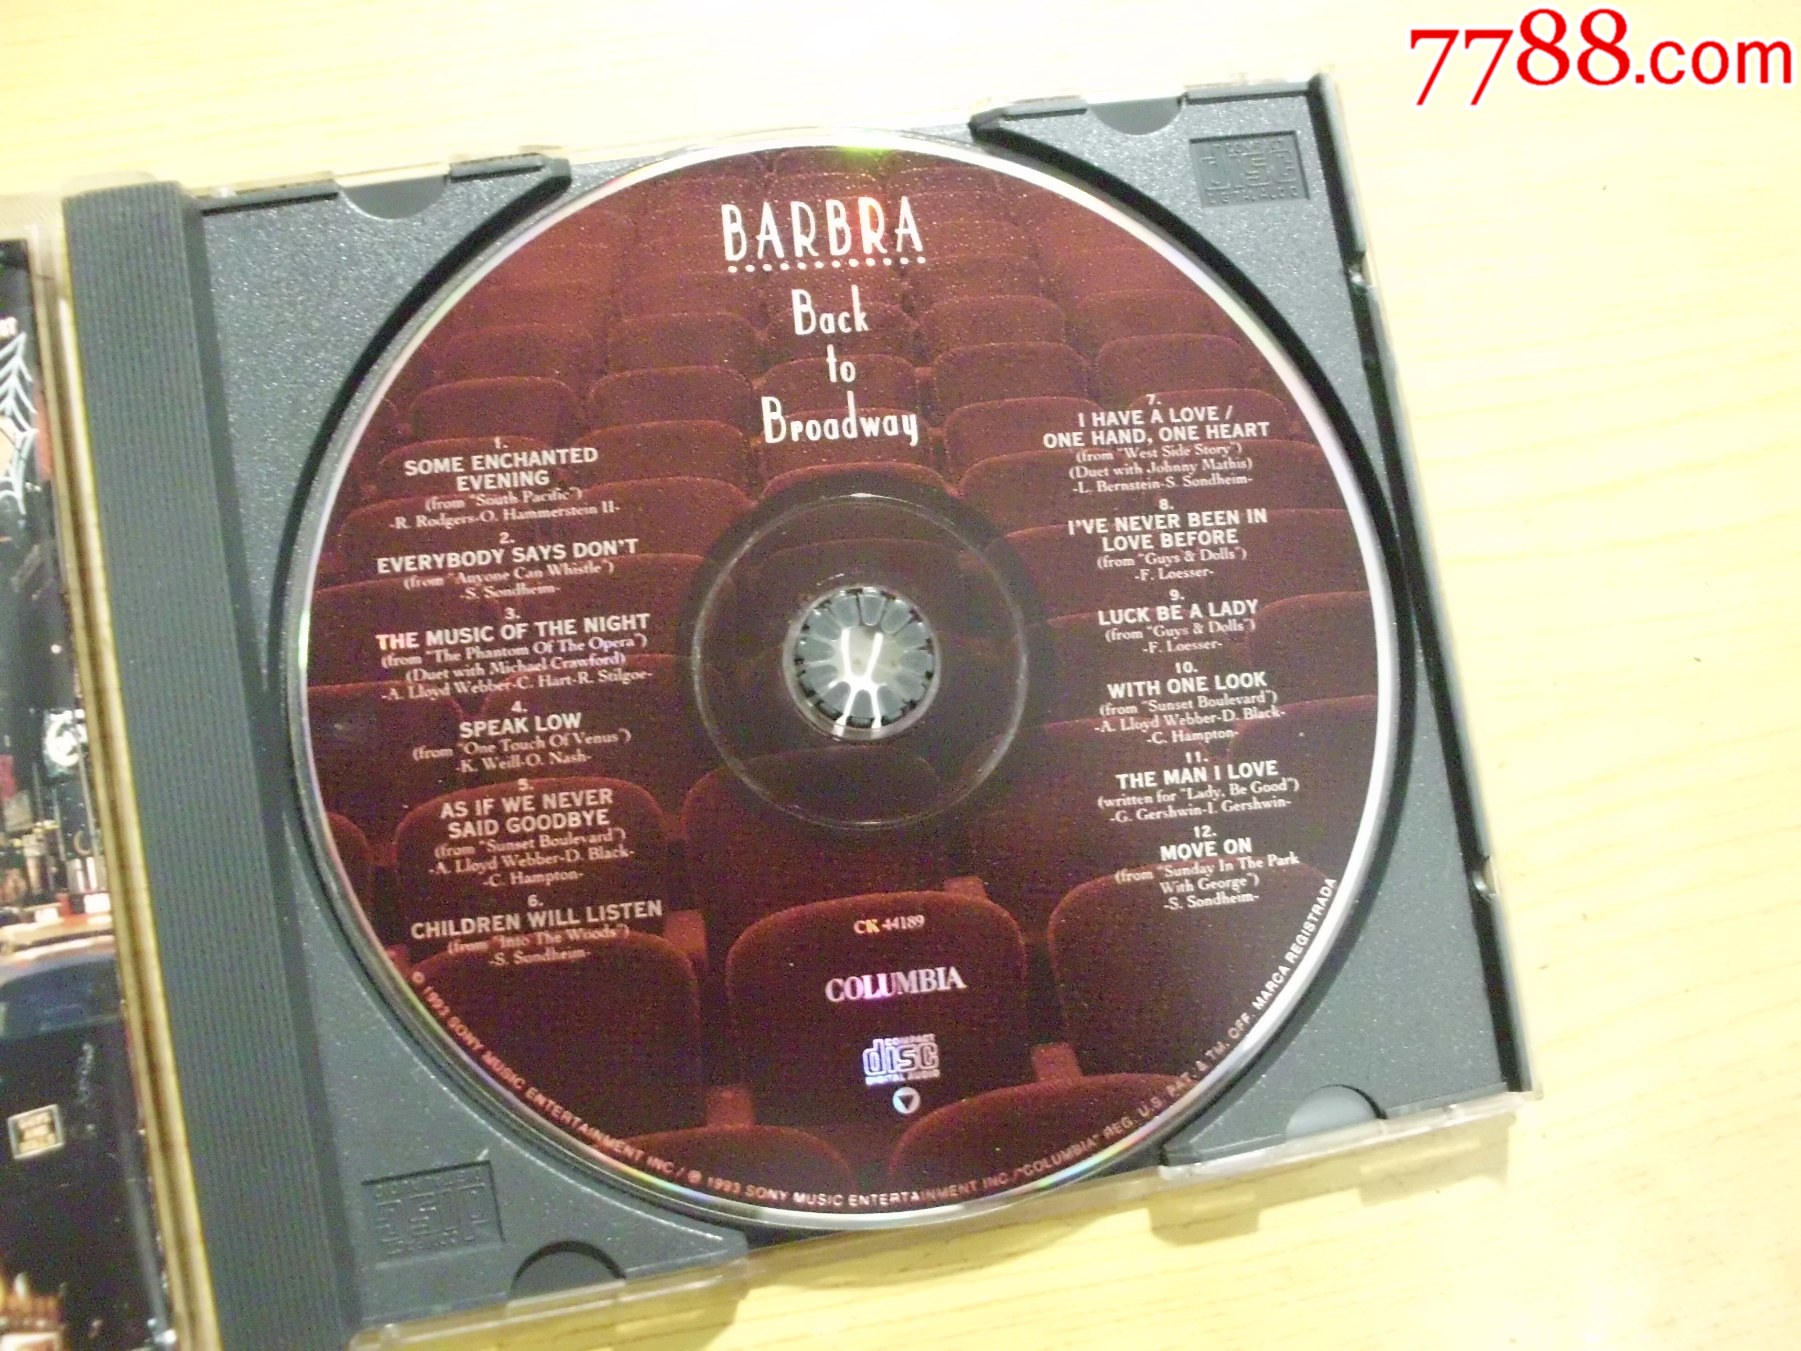 7788.com
BARBRA
Back
to
Broadway
1.
SOME ENCHANTED
EVENING
(from "South Pacific")
-R. Rodgers-O. Hammerstein II-
2.
EVERYBODY SAYS DON'T
(from "Anyone Can Whistle")
-S. Sondheim-
3.
THE MUSIC OF THE NIGHT
(from "The Phantom Of The Opera")
(Duet with Michael Crawford)
-A. Lloyd Webber-C. Hart-R. Stilgoe-
4.
SPEAK LOW
(from "One Touch Of Venus")
-K. Weill-O. Nash-
5.
AS IF WE NEVER
SAID GOODBYE
(from "Sunset Boulevard")
-A. Lloyd Webber-D. Black-
-C. Hampton-
6.
CHILDREN WILL LISTEN
(from "Into The Woods")
-S. Sondheim-
7.
I HAVE A LOVE /
ONE HAND, ONE HEART
(from "West Side Story")
(Duet with Johnny Mathis)
-L. Bernstein-S. Sondheim-
8.
I'VE NEVER BEEN IN
LOVE BEFORE
(from "Guys & Dolls")
-F. Loesser-
9.
LUCK BE A LADY
(from "Guys & Dolls")
-F. Loesser-
10.
WITH ONE LOOK
(from "Sunset Boulevard")
-A. Lloyd Webber-D. Black-
-C. Hampton-
11.
THE MAN I LOVE
(written for "Lady, Be Good")
-G. Gershwin-I. Gershwin-
12.
MOVE ON
(from "Sunday In The Park
With George")
-S. Sondheim-
CK 44189
COLUMBIA
COMPACT
disc
DIGITAL AUDIO
© 1993 SONY MUSIC ENTERTAINMENT INC / ℗ 1993 SONY MUSIC ENTERTAINMENT INC./"COLUMBIA" REG. U.S. PAT. & TM. OFF. MARCA REGISTRADA